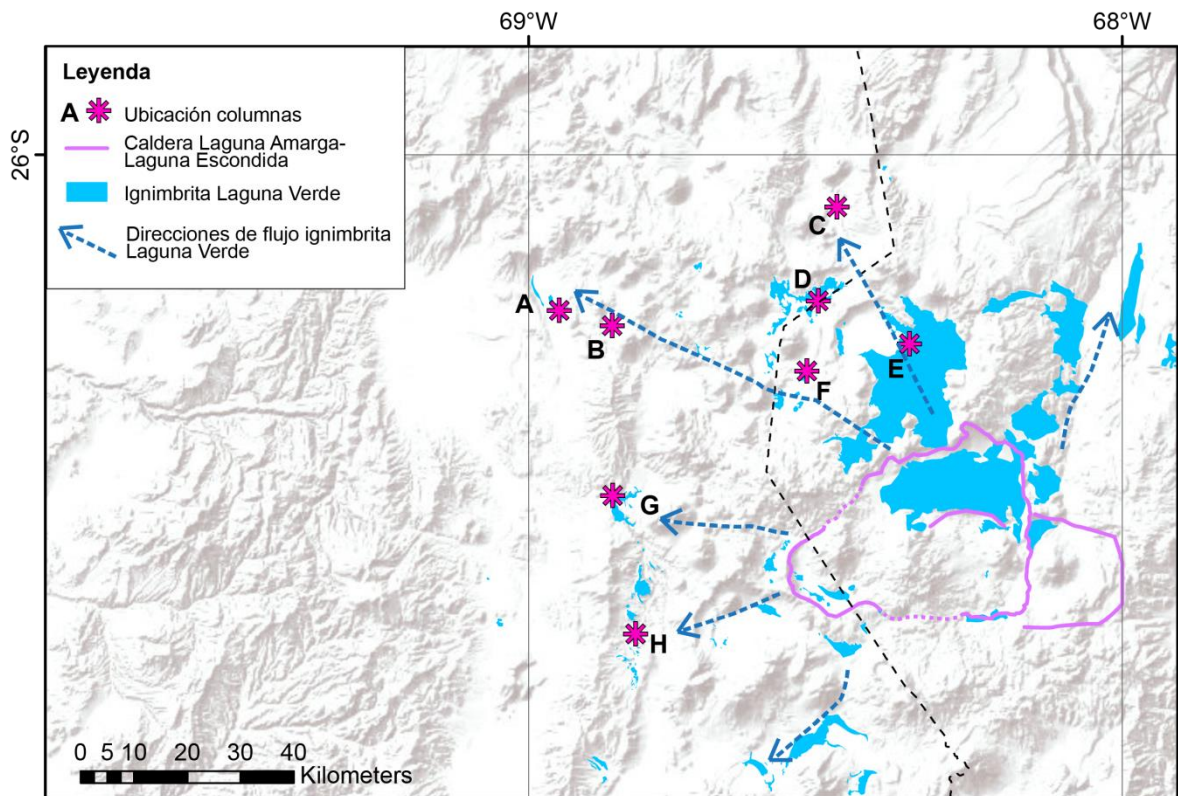 69°W
68°W
26°S
Leyenda
A Ubicación columnas
Caldera Laguna Amarga-
Laguna Escondida
Ignimbrita Laguna Verde
Direcciones de flujo ignimbrita
Laguna Verde
C
D
A
B
E
F
G
H
0 5 10 20 30 40
Kilometers